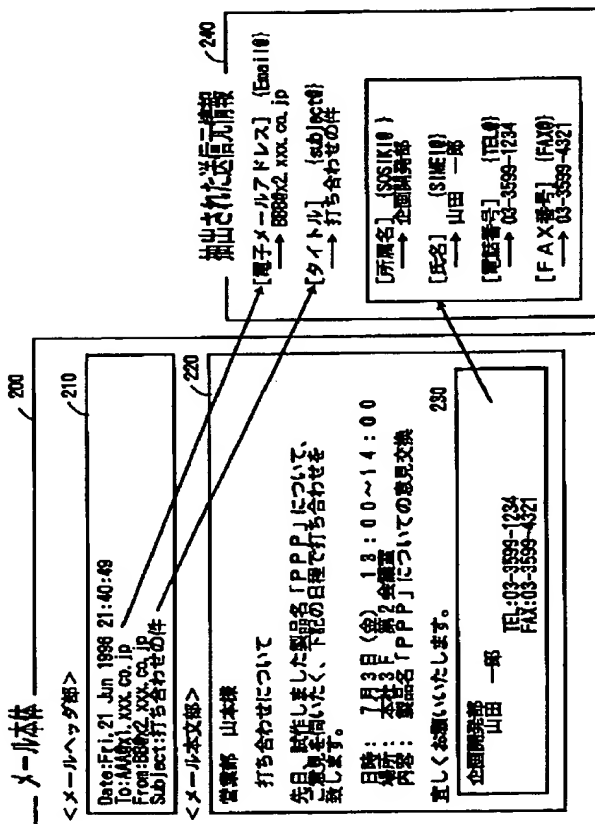 メール本体
200
<メールヘッダ部>
210
Date:Fri, 21 Jun 1996 21:40:49
To:AAA@x1.xxx.co.jp
From:BBB@x2.xxx.co.jp
Subject:打ち合わせの件
<メール本文部>
220
営業部 山本様
打ち合わせについて
先日、試作しました製品名「PPP」について、
ご意見を伺いたく、下記の日程で打ち合わせを
致します。
日時: 7月3日(金) 13:00~14:00
場所: 本社3F 第2会議室
内容: 製品名「PPP」についての意見交換
宜しくお願いいたします。
230
企画開発部
山田 一郎
TEL:03-3599-1234
FAX:03-3599-4321
抽出された送信元情報
240
[電子メールアドレス] {Email@}
→BBB@x2.xxx.co.jp
[タイトル] {subject@}
→打ち合わせの件
[所属名] {SOSIKI@}
→企画開発部
[氏名] {SIMEI@}
→山田 一郎
[電話番号] {TEL@}
→03-3599-1234
[FAX番号] {FAX@}
→03-3599-4321